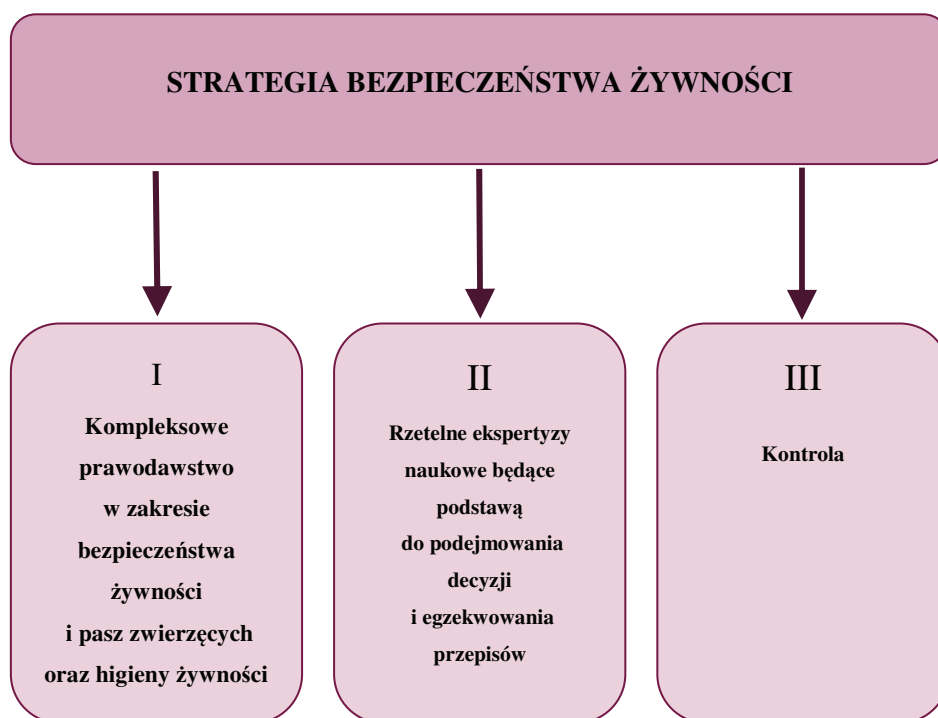 STRATEGIA BEZPIECZEŃSTWA ŻYWNOŚCI
I
Kompleksowe
prawodawstwo
w zakresie
bezpieczeństwa
żywności
i pasz zwierzęcych
oraz higieny żywności
II
Rzetelne ekspertyzy
naukowe będące
podstawą
do podejmowania
decyzji
i egzekwowania
przepisów
III
Kontrola